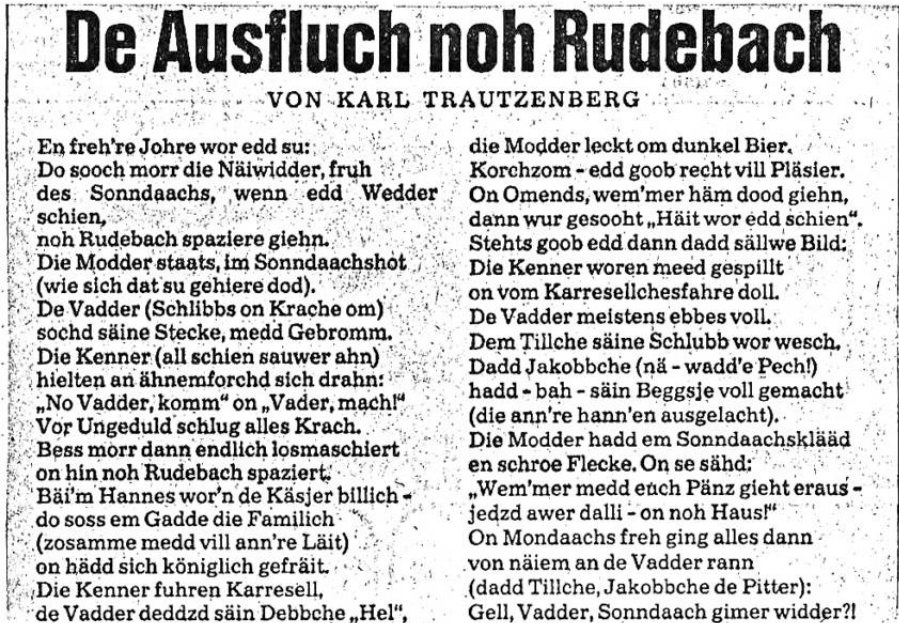 De Ausfluch noh Rudebach
VON KARL TRAUTZENBERG
En freh're Johre wor edd su:
Do spoch morr die Näiwidder, fruh
des Sonndaachs, wenn edd Wedder
schien,
noh Rudebach spaziere giehn.
Die Modder staats, im Sonndaachshot
(wie sich dat su gehiere dod).
De Vadder (Schlibbs on Krache om)
sochd säine Stecke, medd Gebromm.
Die Kenner (all schien sauwer ahn)
hielten an ähnemforchd sich drahn:
„No Vadder, komm“ on „Vader, mach!“
Vor Ungeduld schlug alles Krach.
Bess morr dann endlich losmaschiert
on hin noh Rudebach spaziert.
Bäi'm Hannes wor'n de Käsjer billich -
do soss em Gadde die Familich
(zosamme medd vill ann're Läit)
on hädd sich königlich gefräit.
Die Kenner fuhren Karresell,
de Vadder deddzd säin Debbche „Hel“,
die Modder leckt om dunkel Bier.
Korchzom - edd goob recht vill Pläsier.
On Omends, wem'mer häm dood giehn,
dann wur gesooht „Häit wor edd schien“.
Stehts goob edd dann dadd sällwe Bild:
Die Kenner woren meed gespillt
on vom Karresellchesfahre doll.
De Vadder meistens ebbes voll.
Dem Tillche säine Schlubb wor wesch.
Dadd Jakobbche (nä - wadd'e Pech!)
hadd - bah - säin Beggsje voll gemacht
(die ann're hann'en ausgelacht).
Die Modder hadd em Sonndaachsklääd
en schroe Flecke. On se sähd:
„Wem'mer medd euch Pänz gieht eraus -
jedzd awer dalli - on noh Haus!“
On Mondaachs freh ging alles dann
von näiem an de Vadder rann
(dadd Tillche, Jakobbche de Pitter):
Gell, Vadder, Sonndaach gimer widder?!